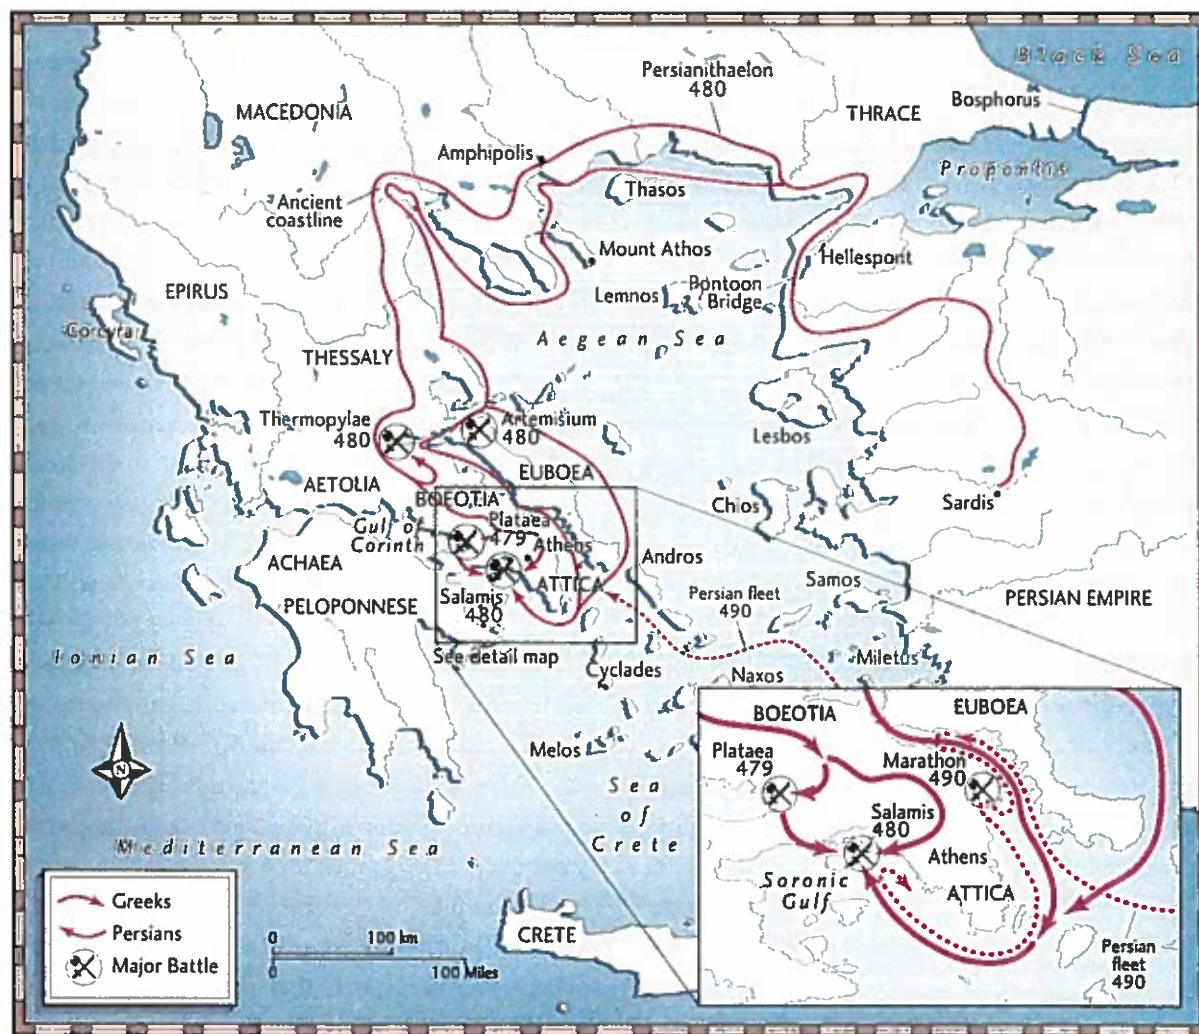 Black Sea
Persianithaelon
480
Bosphorus
THRACE
MACEDONIA
Amphipolis
Propontis
Thasos
Ancient
coastline
Mount Athos
Hellespont
EPIRUS
Lemnos
Pontoon
Bridge
Corcyra
Aegean Sea
THESSALY
Thermopylae
480
Artemisium
480
Lesbos
EUBOEA
AETOLIA
BOEOTIA
Sardis
Chios
Gulf of
Corinth
Plataea
479
Athens
ACHAEA
Andros
ATTICA
Samos
Salamis
480
PELOPONNESE
Persian fleet
490
PERSIAN EMPIRE
Ionian Sea
See detail map
Cyclades
Miletus
Naxos
Melos
Sea
of
Crete
N
Mediterranean Sea
CRETE
Greeks
Persians
Major Battle
0 100 km
0 100 Miles
BOEOTIA
EUBOEA
Plataea
479
Marathon
490
Salamis
480
Athens
Soronic
Gulf
ATTICA
Persian
fleet
490